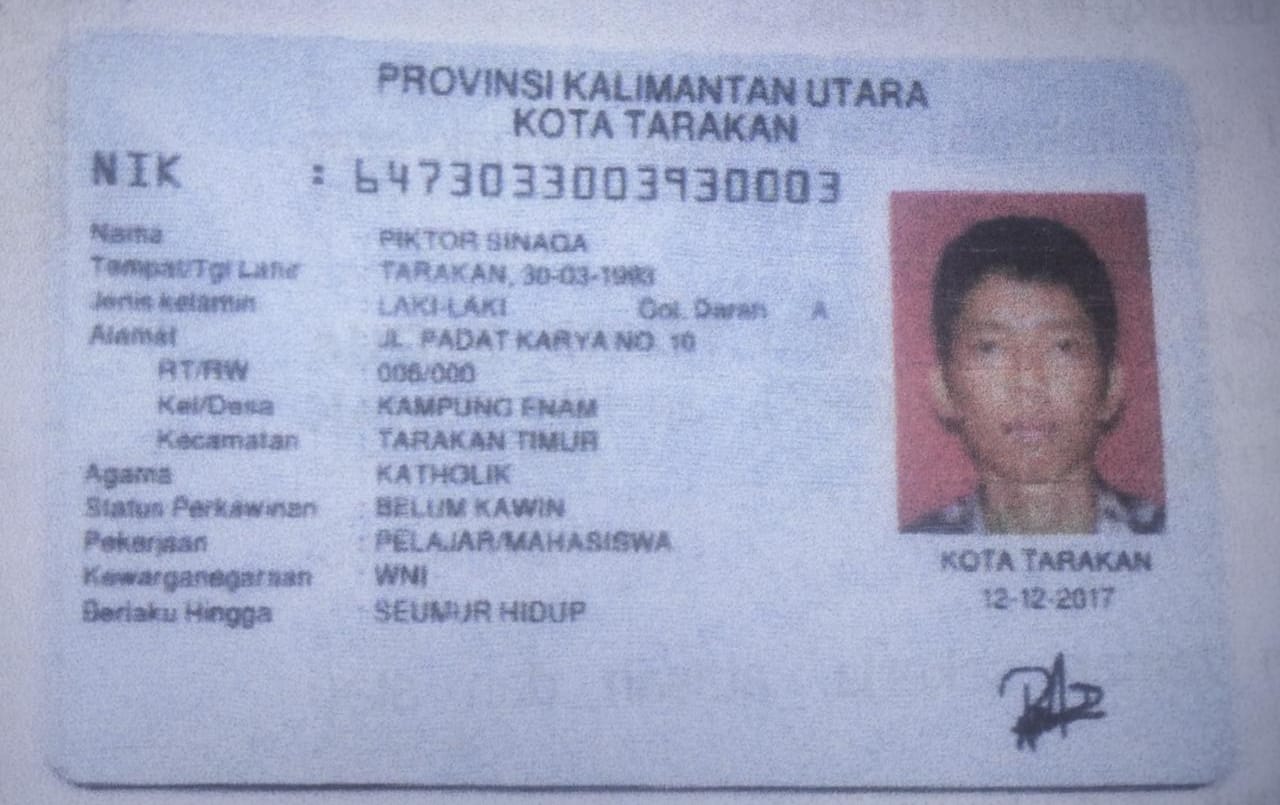 PROVINSI KALIMANTAN UTARA
KOTA TARAKAN
NIK : 6473033003930003
Nama : PIKTOR SINAGA
Tempat/Tgl Lahir : TARAKAN, 30-03-1993
Jenis kelamin : LAKI-LAKI Gol. Darah A
Alamat : JL. PADAT KARYA NO. 10
RT/RW : 006/000
Kel/Desa : KAMPUNG ENAM
Kecamatan : TARAKAN TIMUR
Agama : KATHOLIK
Status Perkawinan : BELUM KAWIN
Pekerjaan : PELAJAR/MAHASISWA
Kewarganegaraan : WNI
Berlaku Hingga : SEUMUR HIDUP
KOTA TARAKAN
12-12-2017